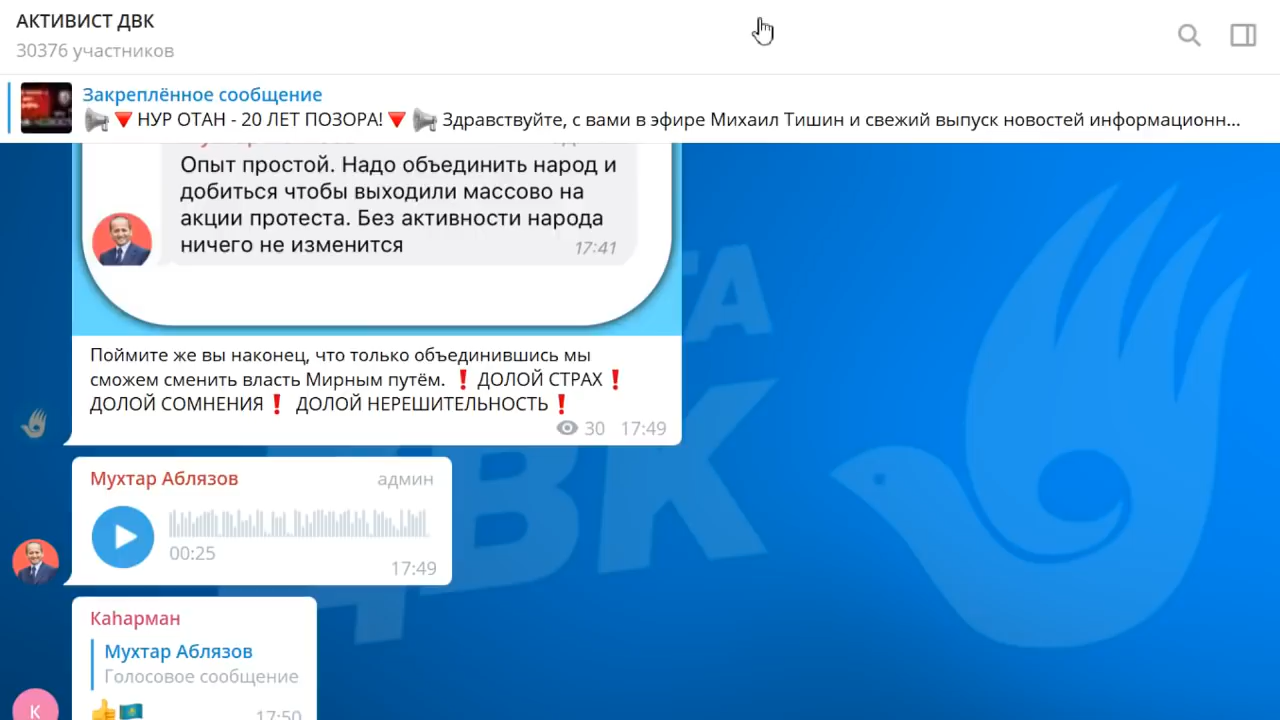 АКТИВИСТ ДВК
30376 участников
Закреплённое сообщение
📢🔻НУР ОТАН - 20 ЛЕТ ПОЗОРА!🔻📢 Здравствуйте, с вами в эфире Михаил Тишин и свежий выпуск новостей информационн...
Опыт простой. Надо объединить народ и
добиться чтобы выходили массово на
акции протеста. Без активности народа
ничего не изменится
17:41
Поймите же вы наконец, что только объединившись мы
сможем сменить власть Мирным путём. ❗ ДОЛОЙ СТРАХ❗
ДОЛОЙ СОМНЕНИЯ❗ ДОЛОЙ НЕРЕШИТЕЛЬНОСТЬ❗
30 17:49
Мухтар Аблязов админ
00:25
17:49
Каһарман
Мухтар Аблязов
Голосовое сообщение
К
👍🇰🇿 17:50
ДВК